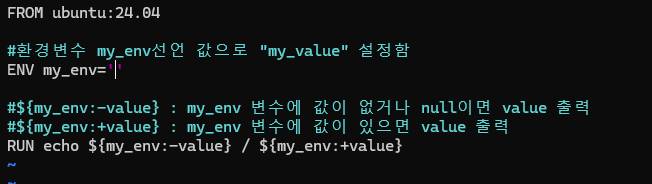 FROM ubuntu:24.04
#환경변수 my_env선언 값으로 "my_value" 설정함
ENV my_env=''
#${my_env:-value} : my_env 변수에 값이 없거나 null이면 value 출력
#${my_env:+value} : my_env 변수에 값이 있으면 value 출력
RUN echo ${my_env:-value} / ${my_env:+value}
~
~